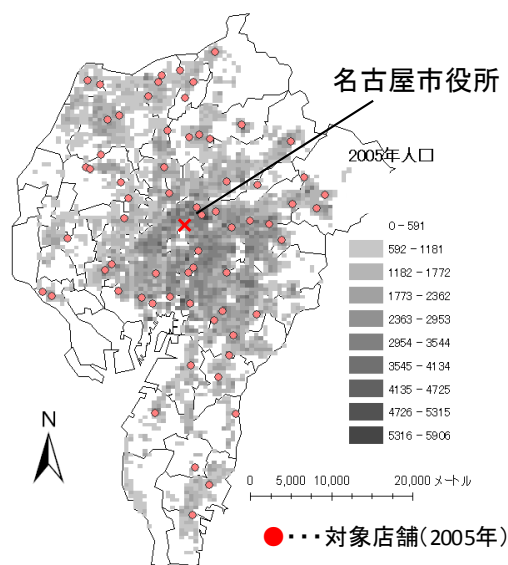 名古屋市役所
2005年人口
0 - 591
592 - 1181
1182 - 1772
1773 - 2362
2363 - 2953
2954 - 3544
3545 - 4134
4135 - 4725
4726 - 5315
5316 - 5906
N
0 5,000 10,000 20,000 メートル
●・・・対象店舗(2005年)